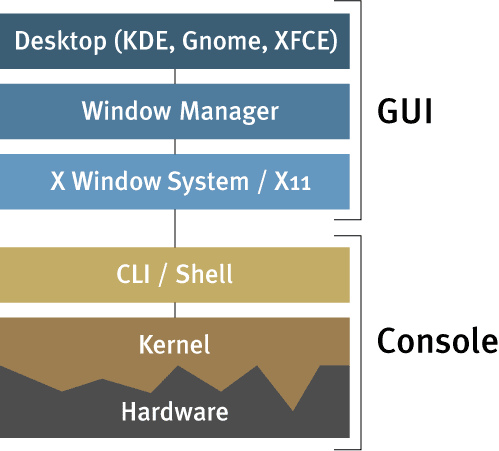 Desktop (KDE, Gnome, XFCE)
Window Manager
GUI
X Window System / X11
CLI / Shell
Kernel
Console
Hardware